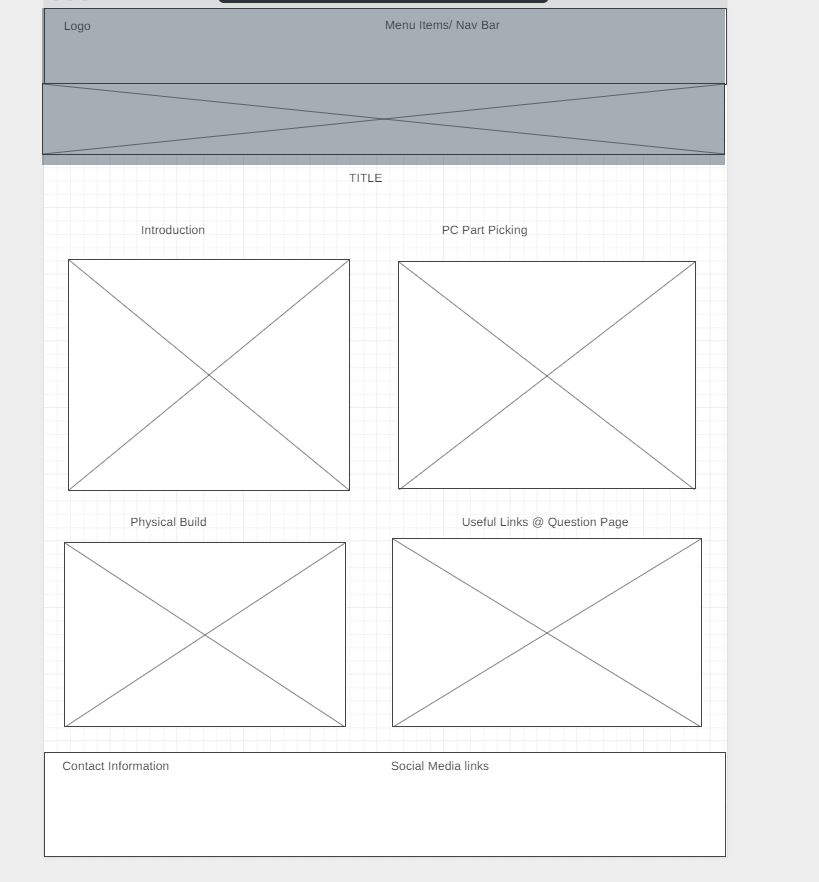 Logo
Menu Items/ Nav Bar
TITLE
Introduction
PC Part Picking
Physical Build
Useful Links @ Question Page
Contact Information
Social Media links